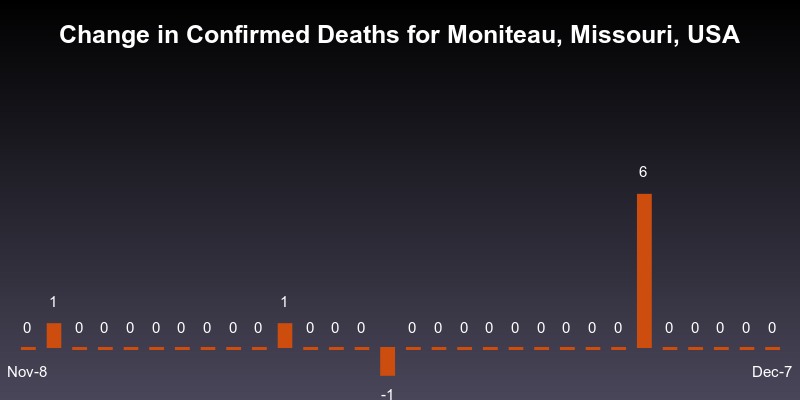 Change in Confirmed Deaths for Moniteau, Missouri, USA
6
1 1
0 0 0 0 0 0 0 0 0 0 0 0 0 0 0 0 0 0 0 0 0 0 0 0 0 0
Nov-8 Dec-7
-1